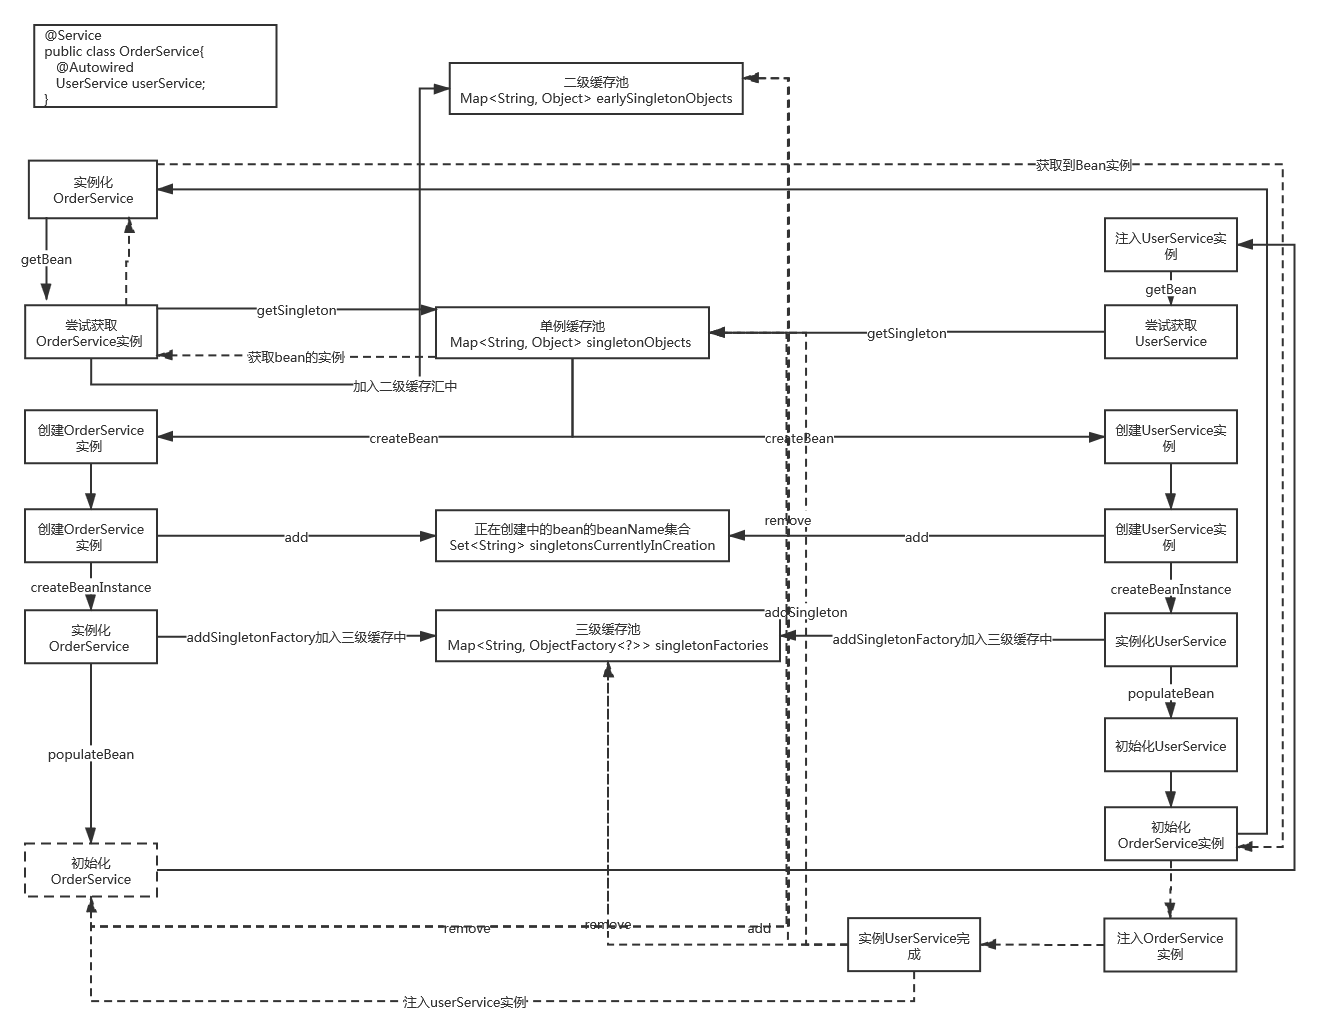 @Service
public class OrderService{
@Autowired
UserService userService;
}
二级缓存池
Map<String, Object> earlySingletonObjects
获取到Bean实例
实例化
OrderService
注入UserService实
例
getBean
getBean
尝试获取
OrderService实例
getSingleton
单例缓存池
Map<String, Object> singletonObjects
getSingleton
尝试获取
UserService
获取bean的实例
加入二级缓存汇中
创建OrderService
实例
createBean
createBean
创建UserService实
例
创建OrderService
实例
add
正在创建中的bean的beanName集合
Set<String> singletonsCurrentlyInCreation
remove
add
创建UserService实
例
createBeanInstance
createBeanInstance
实例化
OrderService
addSingletonFactory加入三级缓存中
三级缓存池
Map<String, ObjectFactory<?>> singletonFactories
addSingleton
addSingletonFactory加入三级缓存中
实例化UserService
populateBean
populateBean
初始化UserService
初始化
OrderService实例
初始化
OrderService
remove
remove
add
实例UserService完
成
注入OrderService
实例
注入userService实例